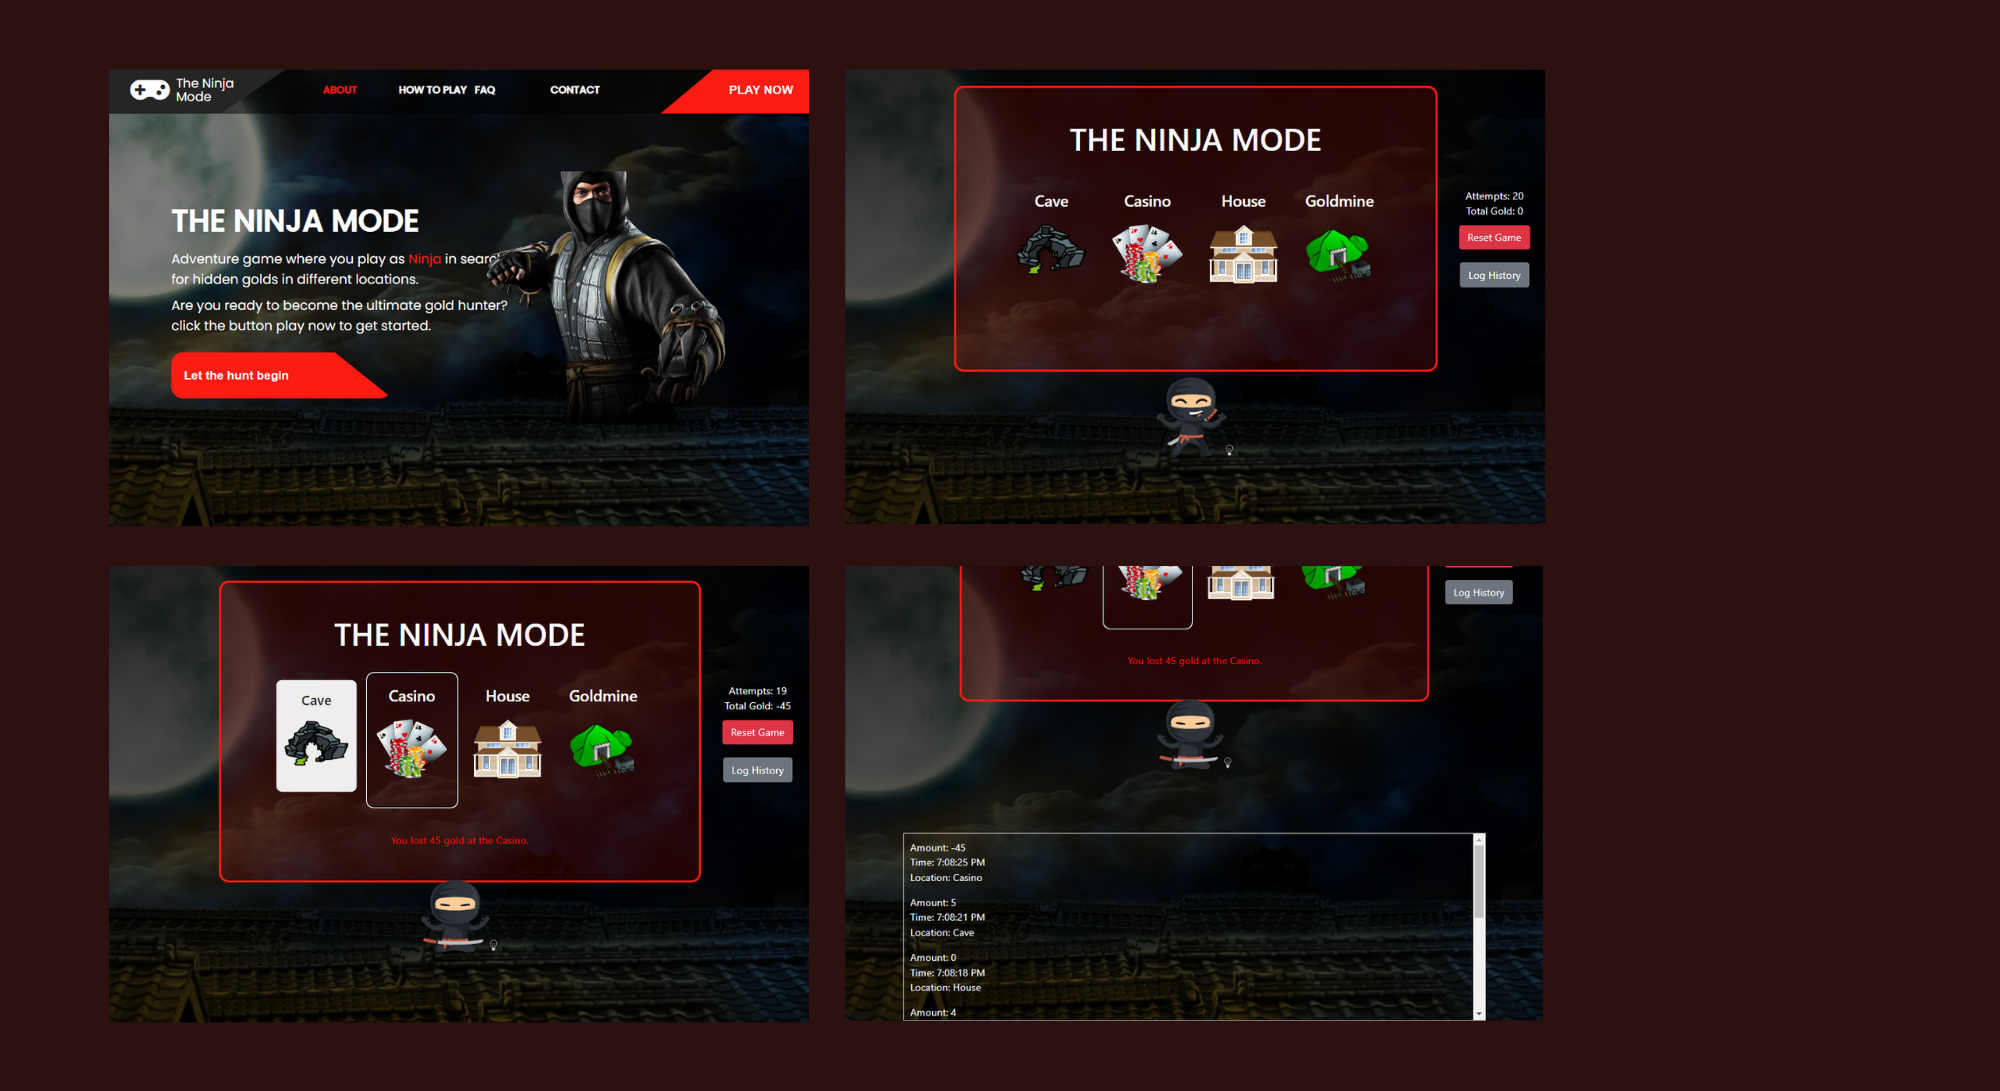 The Ninja
Mode
ABOUT
HOW TO PLAY
FAQ
CONTACT
PLAY NOW
THE NINJA MODE
Adventure game where you play as Ninja in searc
for hidden golds in different locations.
Are you ready to become the ultimate gold hunter?
click the button play now to get started.
Let the hunt begin
THE NINJA MODE
Cave
Casino
House
Goldmine
Attempts: 20
Total Gold: 0
Reset Game
Log History
THE NINJA MODE
Cave
Casino
House
Goldmine
You lost 45 gold at the Casino.
Attempts: 19
Total Gold: -45
Reset Game
Log History
Log History
You lost 45 gold at the Casino.
Amount: -45
Time: 7:08:25 PM
Location: Casino
Amount: 5
Time: 7:08:21 PM
Location: Cave
Amount: 0
Time: 7:08:18 PM
Location: House
Amount: 4